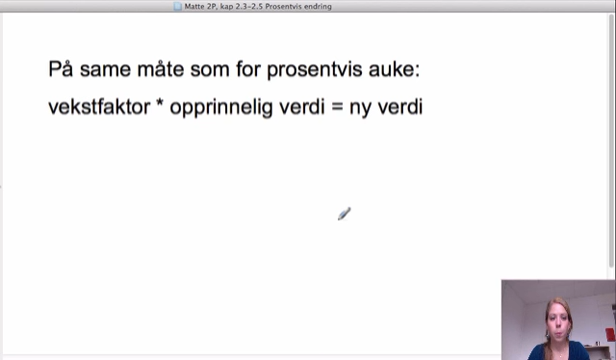 Matte 2P, kap 2.3-2.5 Prosentvis endring
På same måte som for prosentvis auke:
vekstfaktor * opprinnelig verdi = ny verdi